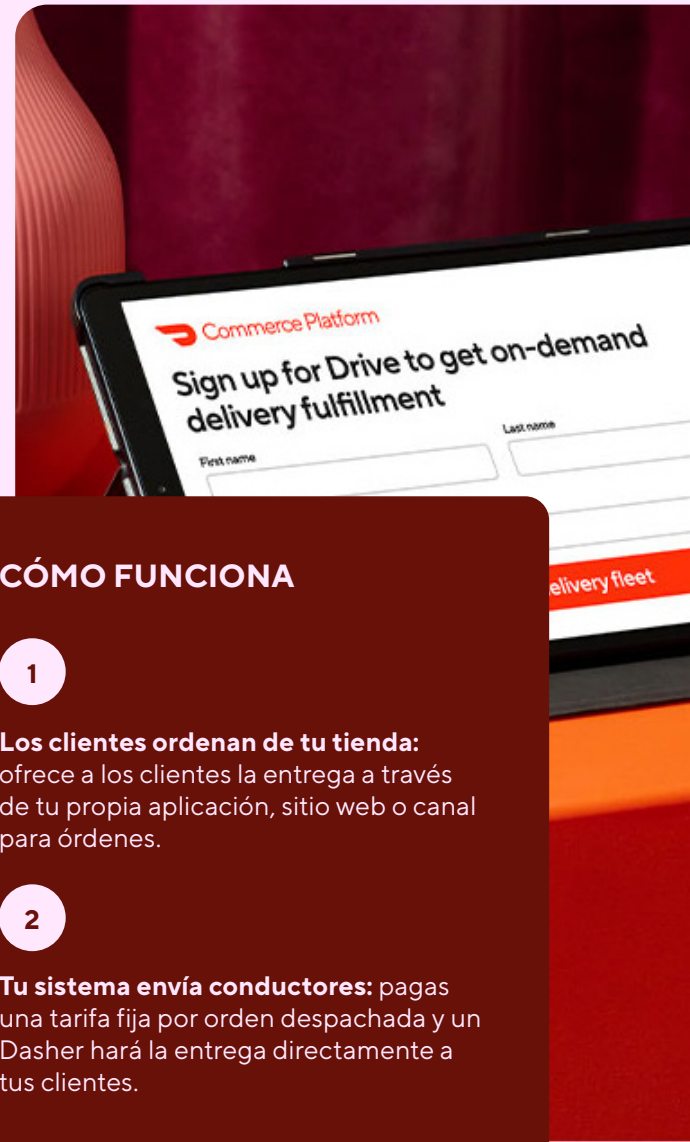 Commerce Platform
Sign up for Drive to get on-demand
delivery fulfillment
First name
Last name
delivery fleet
CÓMO FUNCIONA
1
Los clientes ordenan de tu tienda:
ofrece a los clientes la entrega a través
de tu propia aplicación, sitio web o canal
para órdenes.
2
Tu sistema envía conductores: pagas
una tarifa fija por orden despachada y un
Dasher hará la entrega directamente a
tus clientes.